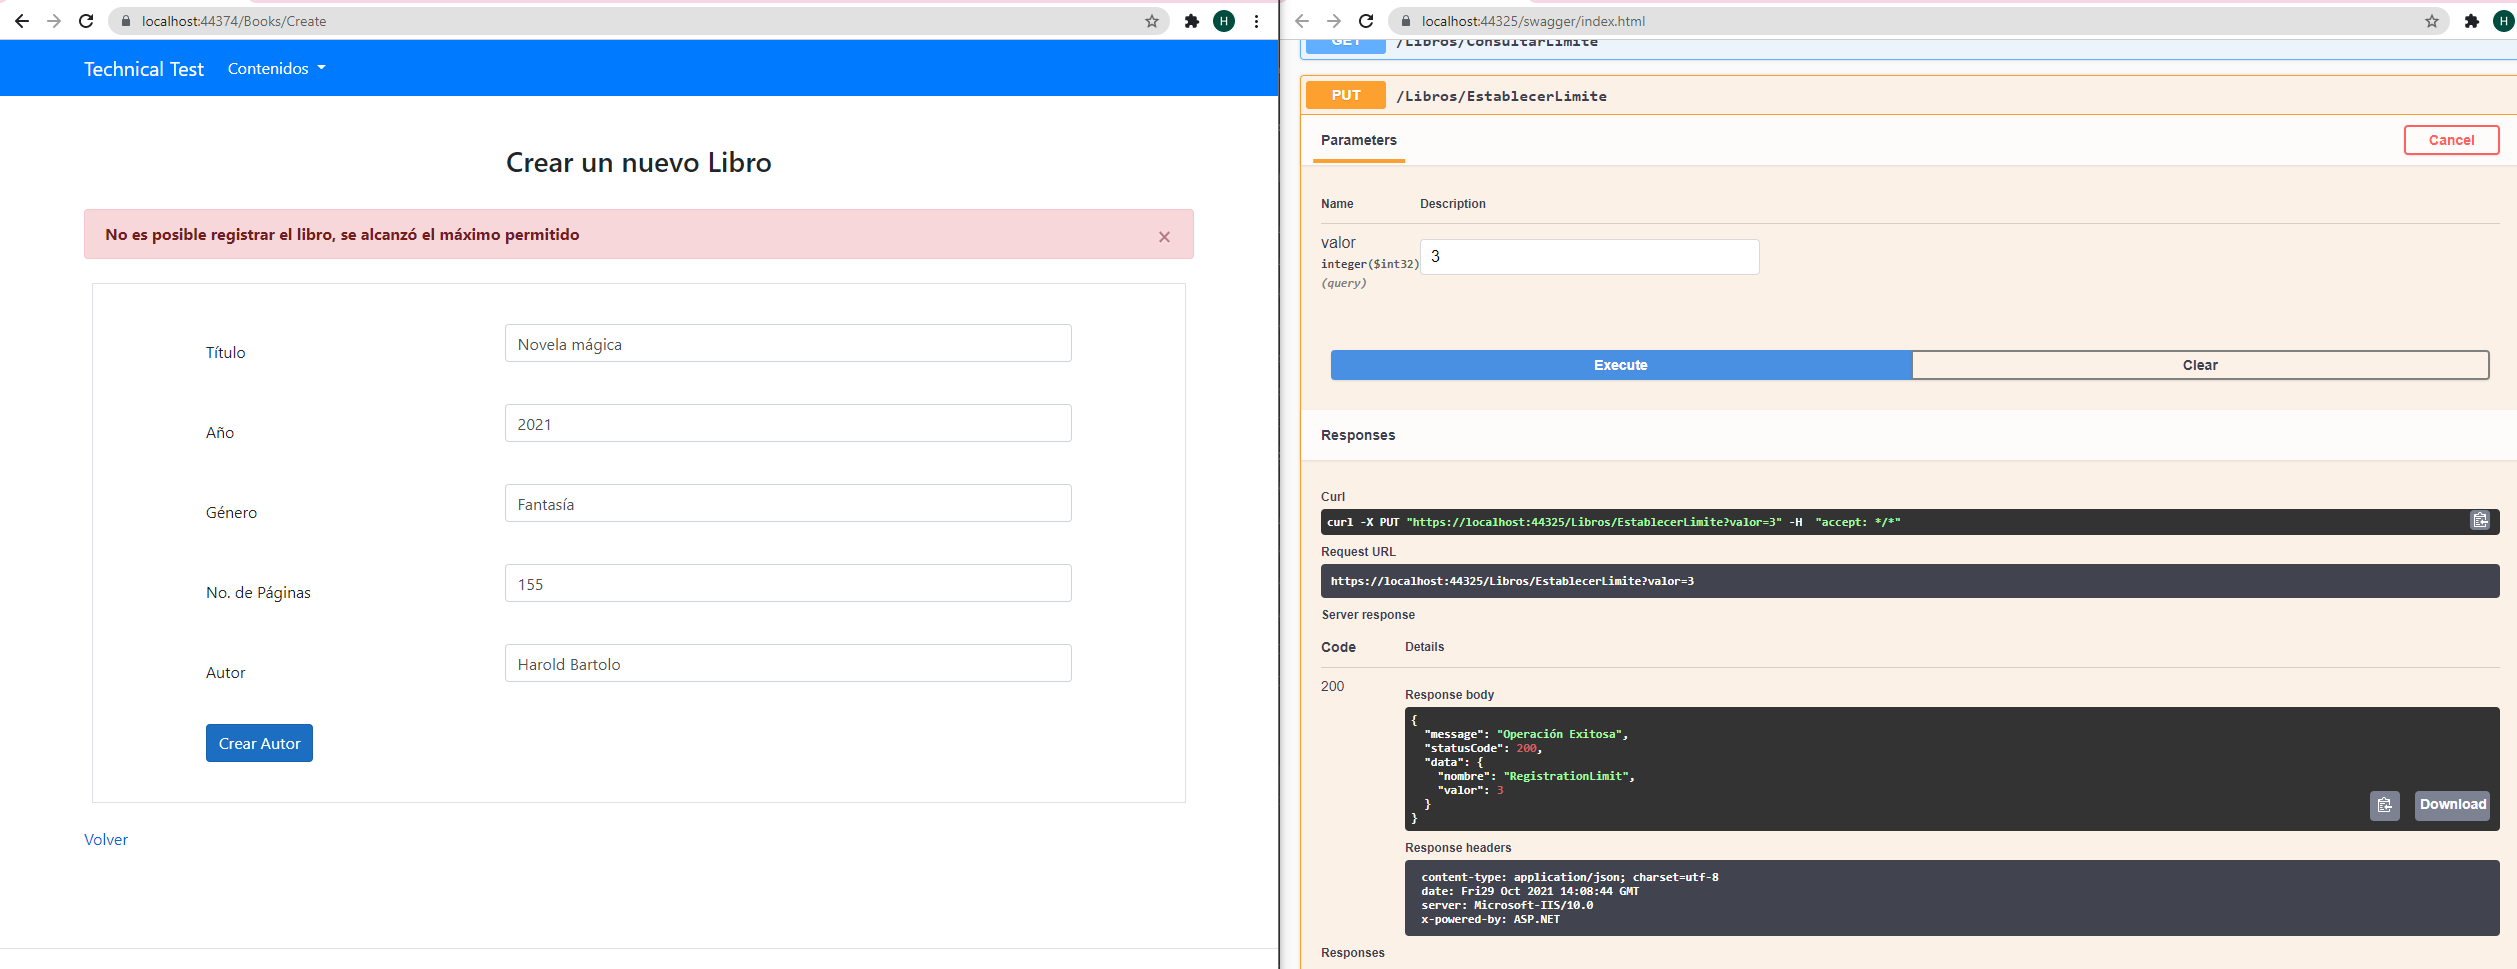 localhost:44374/Books/Create
H
Technical Test
Contenidos
Crear un nuevo Libro
No es posible registrar el libro, se alcanzó el máximo permitido
×
Título
Novela mágica
Año
2021
Género
Fantasía
No. de Páginas
155
Autor
Harold Bartolo
Crear Autor
Volver
localhost:44325/swagger/index.html
H
GET /Libros/ConsultarLimite
PUT /Libros/EstablecerLimite
Parameters
Cancel
Name Description
valor
integer($int32)
(query)
3
Execute
Clear
Responses
Curl
curl -X PUT "https://localhost:44325/Libros/EstablecerLimite?valor=3" -H  "accept: */*"
Request URL
https://localhost:44325/Libros/EstablecerLimite?valor=3
Server response
Code Details
200
Response body
{
"message": "Operación Exitosa",
"statusCode": 200,
"data": {
"nombre": "RegistrationLimit",
"valor": 3
}
}
Download
Response headers
content-type: application/json; charset=utf-8
date: Fri29 Oct 2021 14:08:44 GMT
server: Microsoft-IIS/10.0
x-powered-by: ASP.NET
Responses